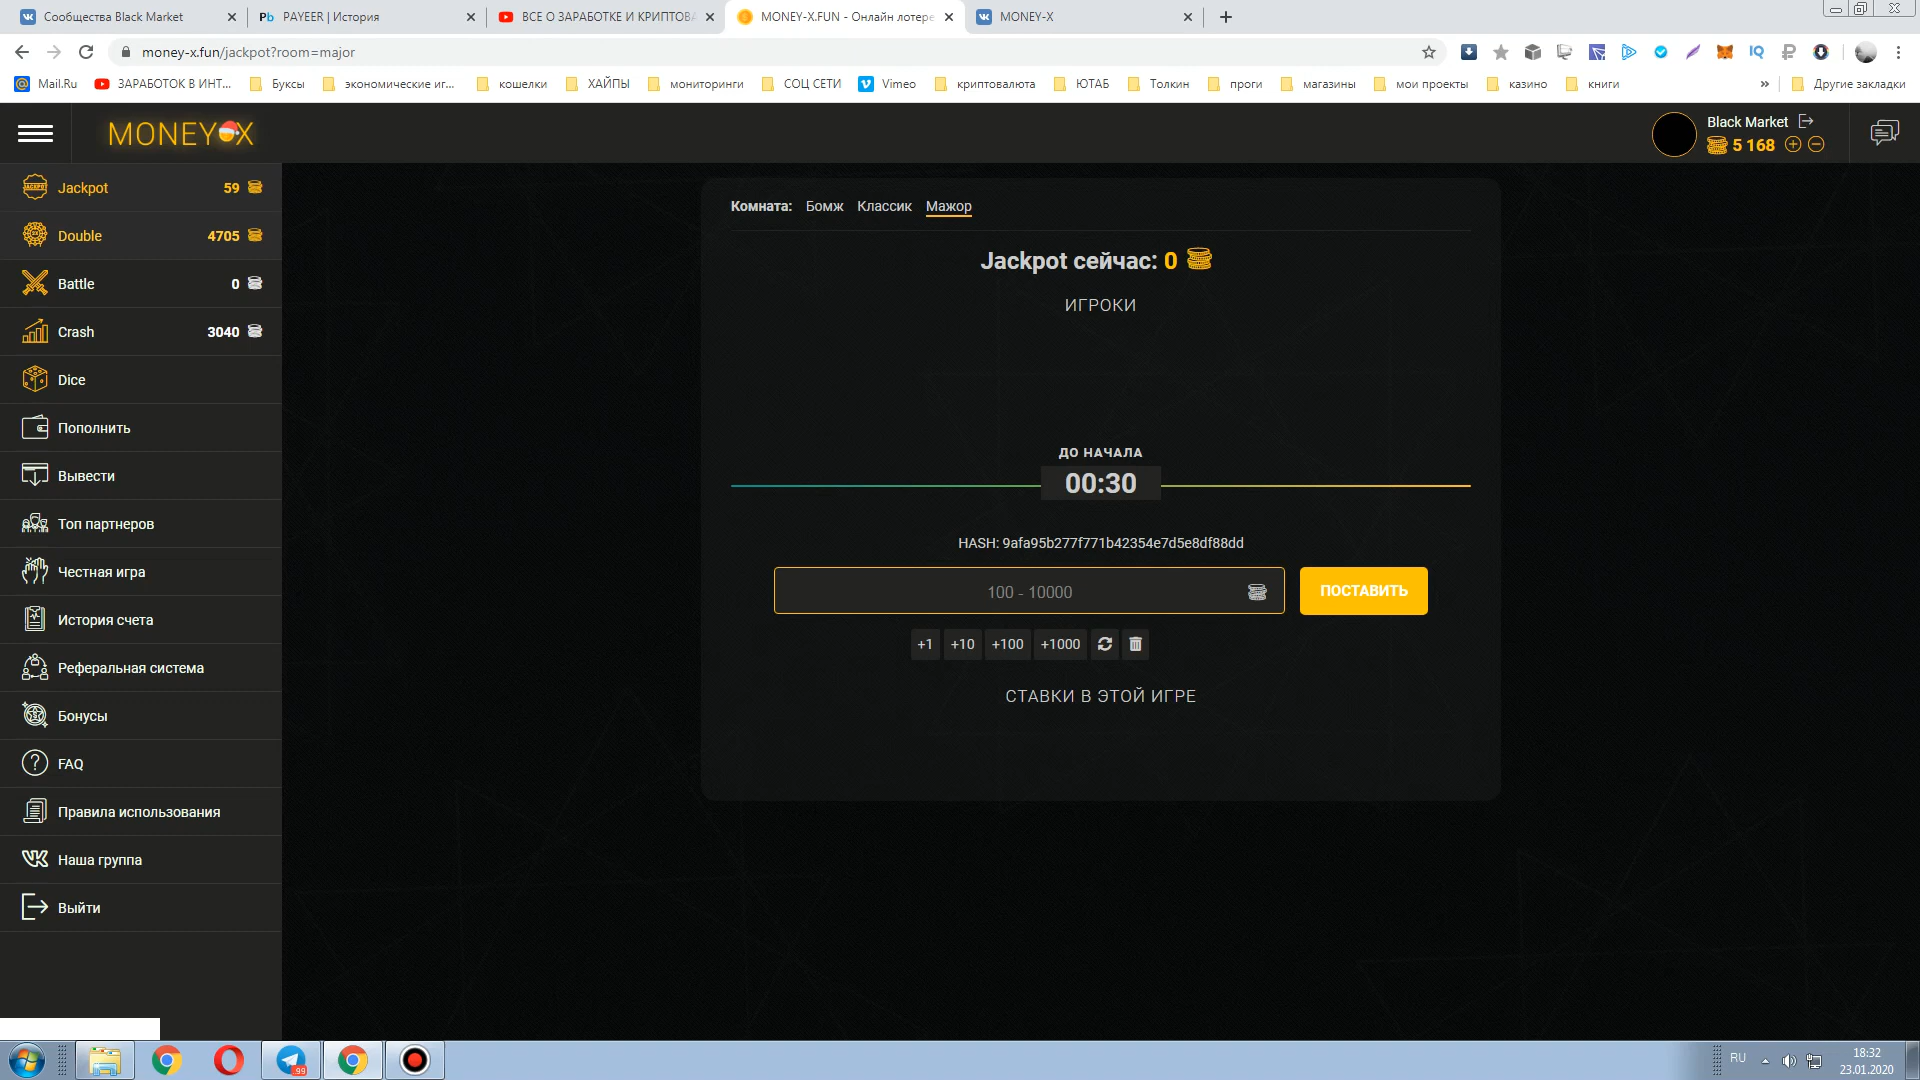 Сообщества Black Market
PAYEER | История
ВСЕ О ЗАРАБОТКЕ И КРИПТОВА
MONEY-X.FUN - Онлайн лотере
MONEY-X
money-x.fun/jackpot?room=major
Mail.Ru
ЗАРАБОТОК В ИНТ...
Буксы
экономические иг...
кошелки
ХАЙПЫ
мониторинги
СОЦ СЕТИ
Vimeo
криптовалюта
ЮТАБ
Толкин
проги
магазины
мои проекты
казино
книги
»
Другие закладки
MONEY X
Black Market
5 168
Jackpot 59
Double 4705
Battle 0
Crash 3040
Dice
Пополнить
Вывести
Топ партнеров
Честная игра
История счета
Реферальная система
Бонусы
FAQ
Правила использования
Наша группа
Выйти
Комната: Бомж Классик Мажор
Jackpot сейчас: 0
ИГРОКИ
ДО НАЧАЛА
00:30
HASH: 9afa95b277f771b42354e7d5e8df88dd
100 - 10000
ПОСТАВИТЬ
+1 +10 +100 +1000
СТАВКИ В ЭТОЙ ИГРЕ
99
RU
18:32
23.01.2020